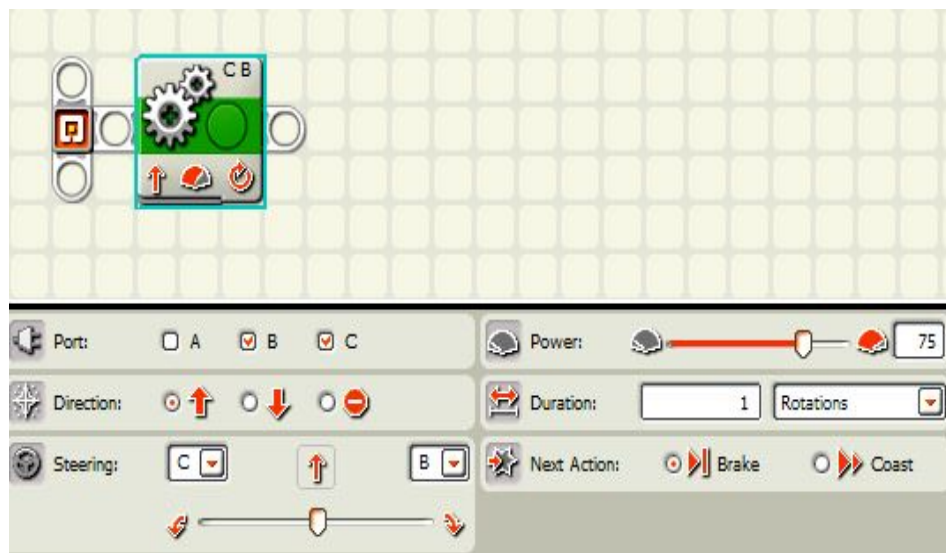 C B
Port: A B C
Power: 75
Direction:
Duration: 1 Rotations
Steering: C B
Next Action: Brake Coast